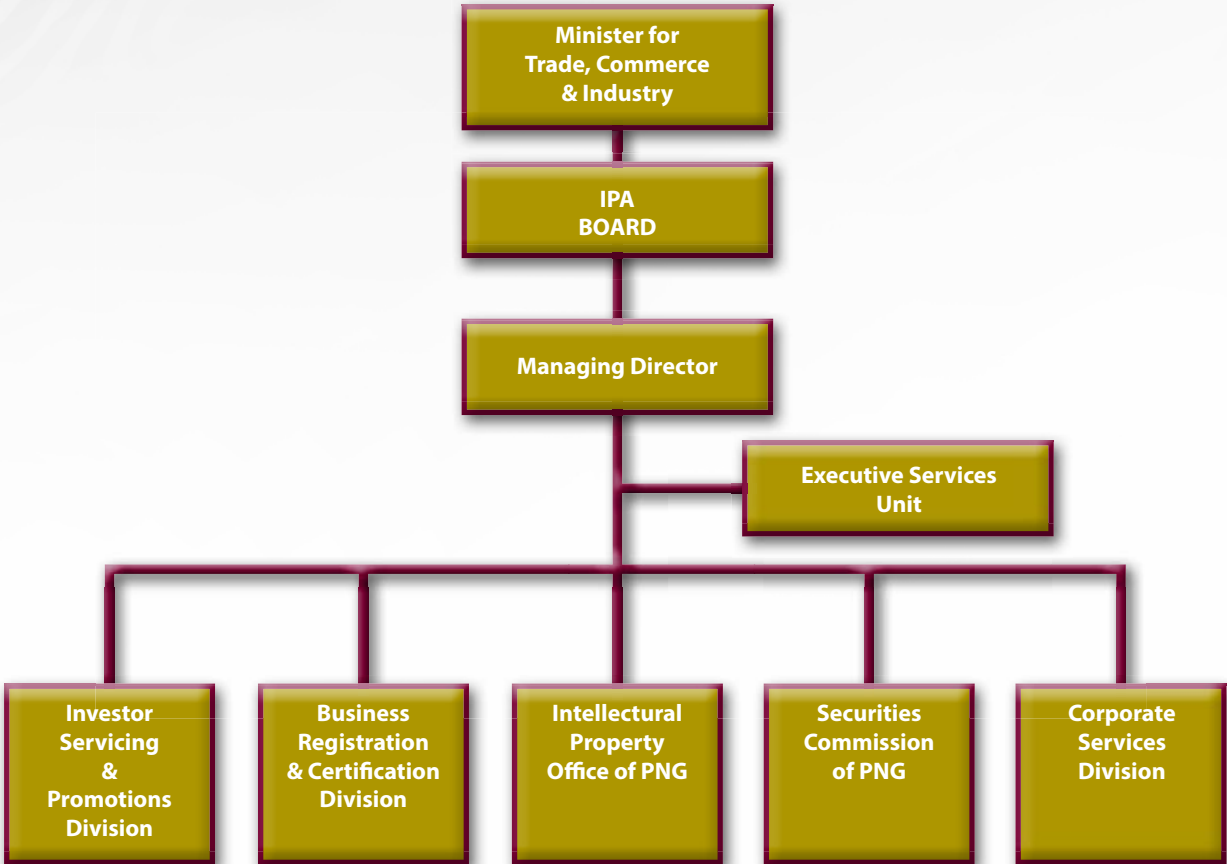 Minister for
Trade, Commerce
& Industry
IPA
BOARD
Managing Director
Executive Services
Unit
Investor
Servicing
&
Promotions
Division
Business
Registration
& Certification
Division
Intellectural
Property
Office of PNG
Securities
Commission
of PNG
Corporate
Services
Division